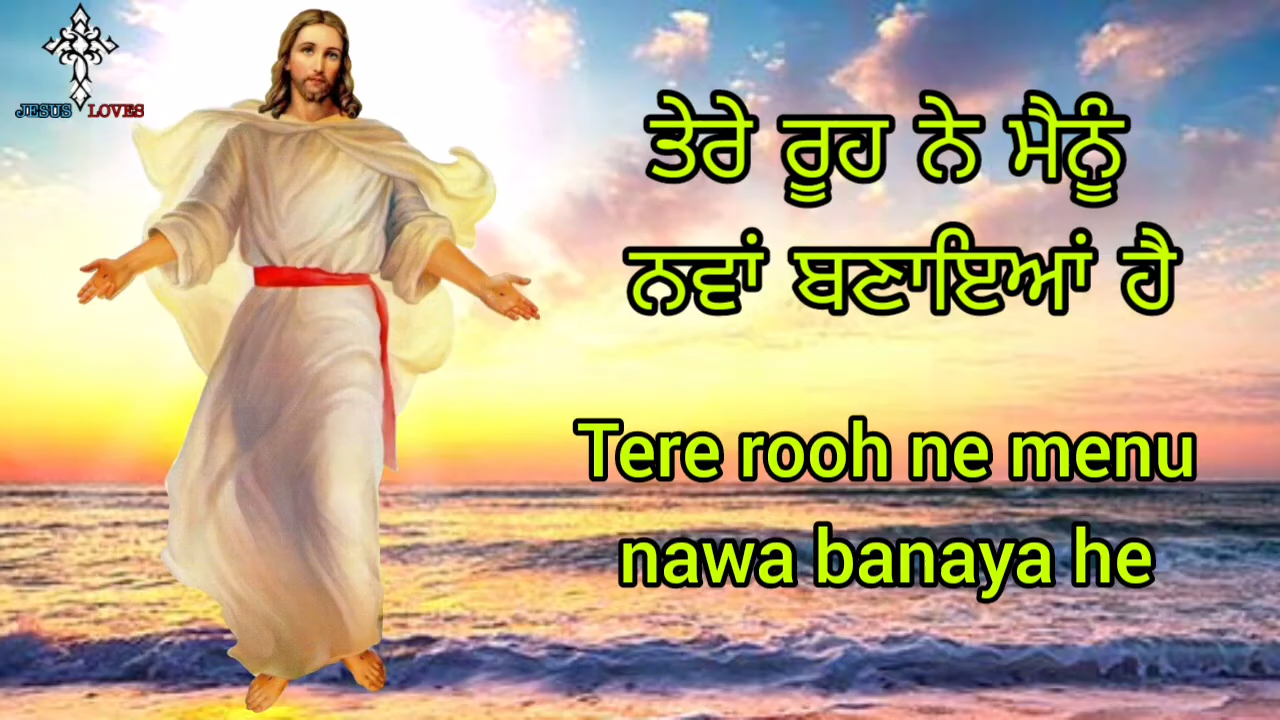 JESUS LOVES
ਤੇਰੇ ਰੂਹ ਨੇ ਮੈਨੂੰ
ਨਵਾਂ ਬਣਾਇਆਂ ਹੈ
Tere rooh ne menu
nawa banaya he